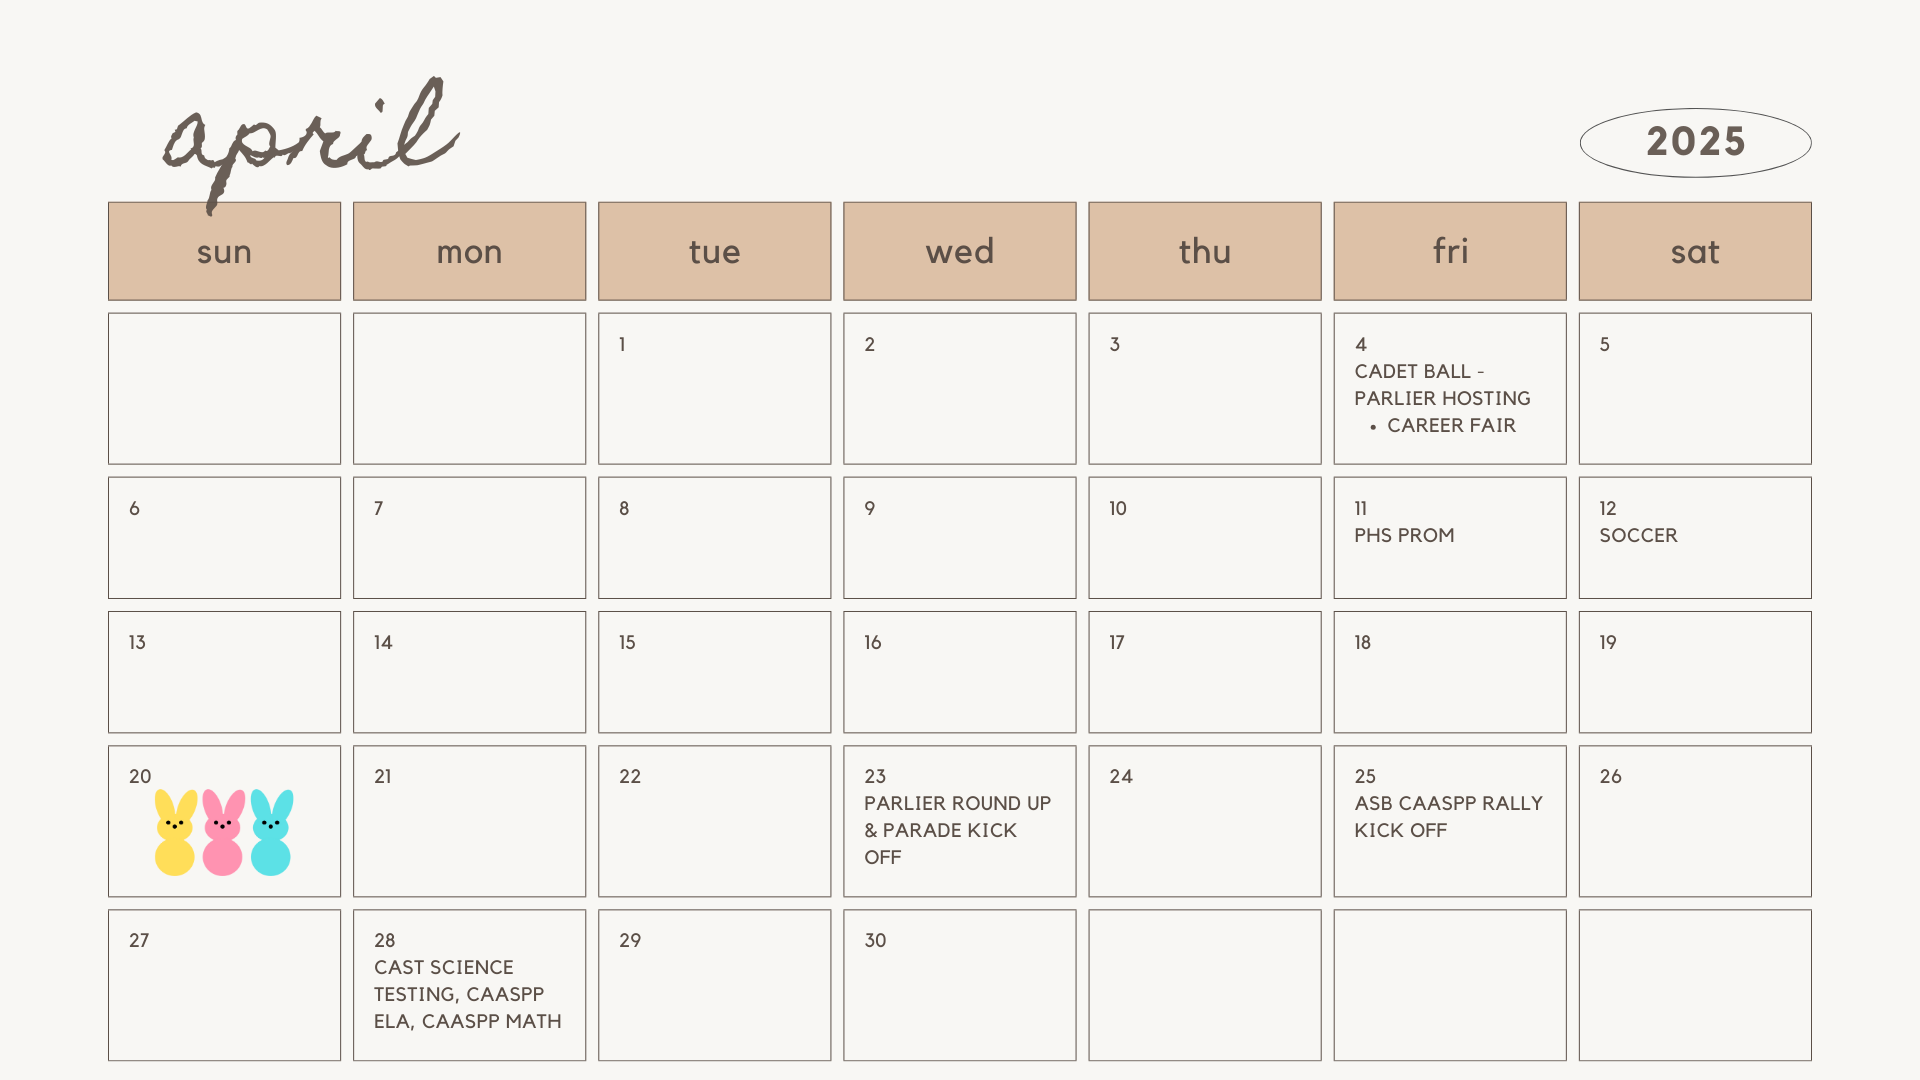 april
2025
sun mon tue wed thu fri sat
1
2
3
4
CADET BALL -
PARLIER HOSTING
• CAREER FAIR
5
6
7
8
9
10
11
PHS PROM
12
SOCCER
13
14
15
16
17
18
19
20
21
22
23
PARLIER ROUND UP
& PARADE KICK
OFF
24
25
ASB CAASPP RALLY
KICK OFF
26
27
28
CAST SCIENCE
TESTING, CAASPP
ELA, CAASPP MATH
29
30